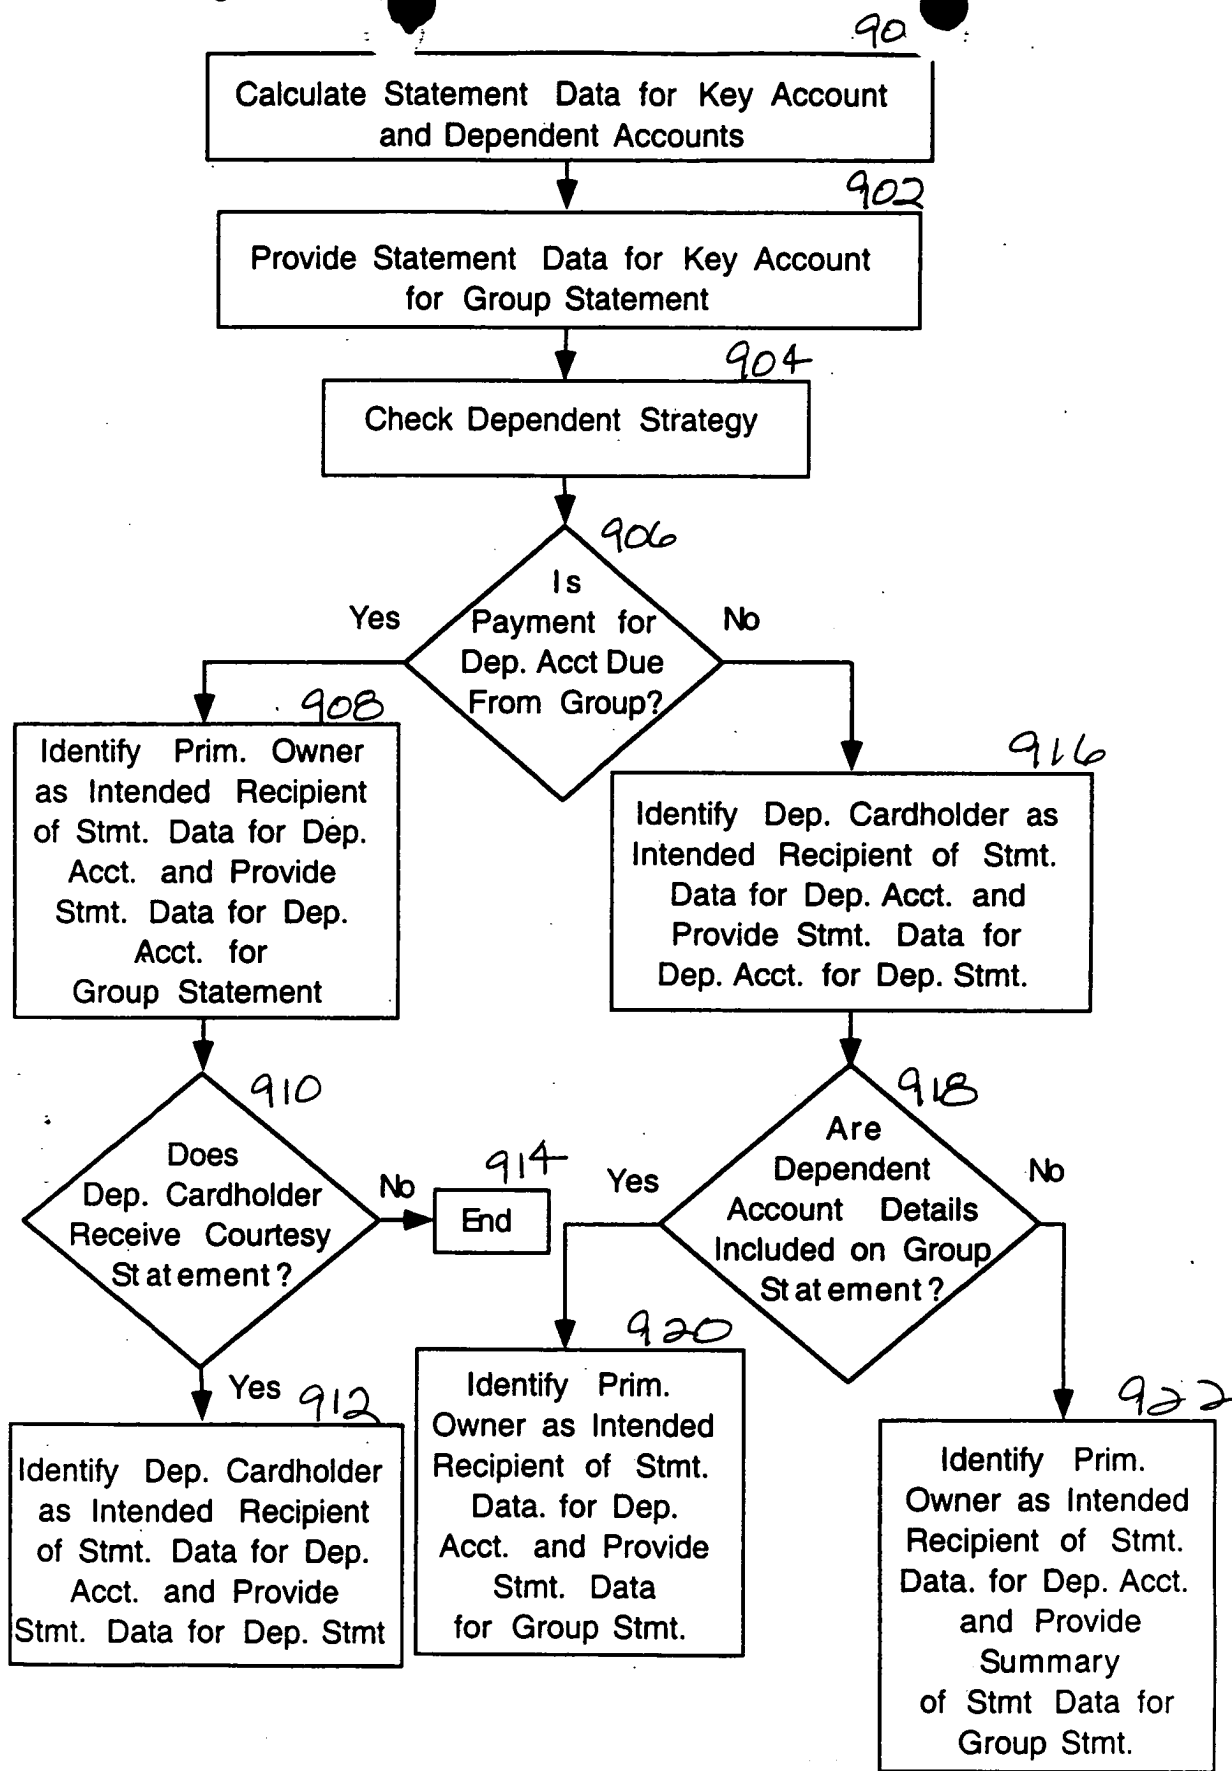 90
Calculate Statement Data for Key Account
and Dependent Accounts
902
Provide Statement Data for Key Account
for Group Statement
904
Check Dependent Strategy
906
Is
Payment for
Dep. Acct Due
From Group?
Yes
No
908
Identify Prim. Owner
as Intended Recipient
of Stmt. Data for Dep.
Acct. and Provide
Stmt. Data for Dep.
Acct. for
Group Statement
916
Identify Dep. Cardholder as
Intended Recipient of Stmt.
Data for Dep. Acct. and
Provide Stmt. Data for
Dep. Acct. for Dep. Stmt.
910
Does
Dep. Cardholder
Receive Courtesy
Statement?
No
914
End
918
Are
Dependent
Account Details
Included on Group
Statement?
Yes
No
Yes
912
Identify Dep. Cardholder
as Intended Recipient
of Stmt. Data for Dep.
Acct. and Provide
Stmt. Data for Dep. Stmt
920
Identify Prim.
Owner as Intended
Recipient of Stmt.
Data. for Dep.
Acct. and Provide
Stmt. Data
for Group Stmt.
922
Identify Prim.
Owner as Intended
Recipient of Stmt.
Data. for Dep. Acct.
and Provide
Summary
of Stmt Data for
Group Stmt.